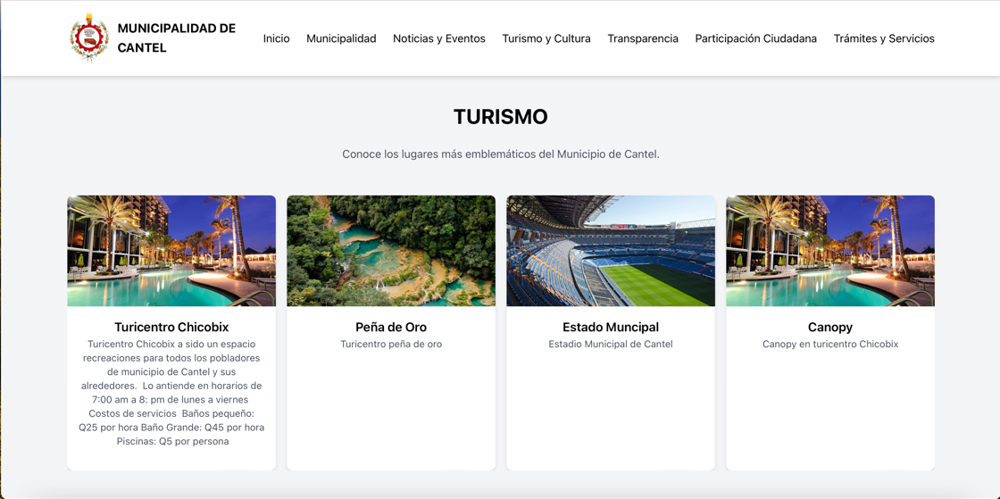 MUNICIPALIDAD DE
CANTEL
Inicio
Municipalidad
Noticias y Eventos
Turismo y Cultura
Transparencia
Participación Ciudadana
Trámites y Servicios
TURISMO
Conoce los lugares más emblemáticos del Municipio de Cantel.
Turicentro Chicobix
Turicentro Chicobix a sido un espacio
recreaciones para todos los pobladores
de municipio de Cantel y sus
alrededores.  Lo antiende en horarios de
7:00 am a 8: pm de lunes a viernes
Costos de servicios  Baños pequeño:
Q25 por hora Baño Grande: Q45 por hora
Piscinas: Q5 por persona
Peña de Oro
Turicentro peña de oro
Estado Muncipal
Estadio Municipal de Cantel
Canopy
Canopy en turicentro Chicobix